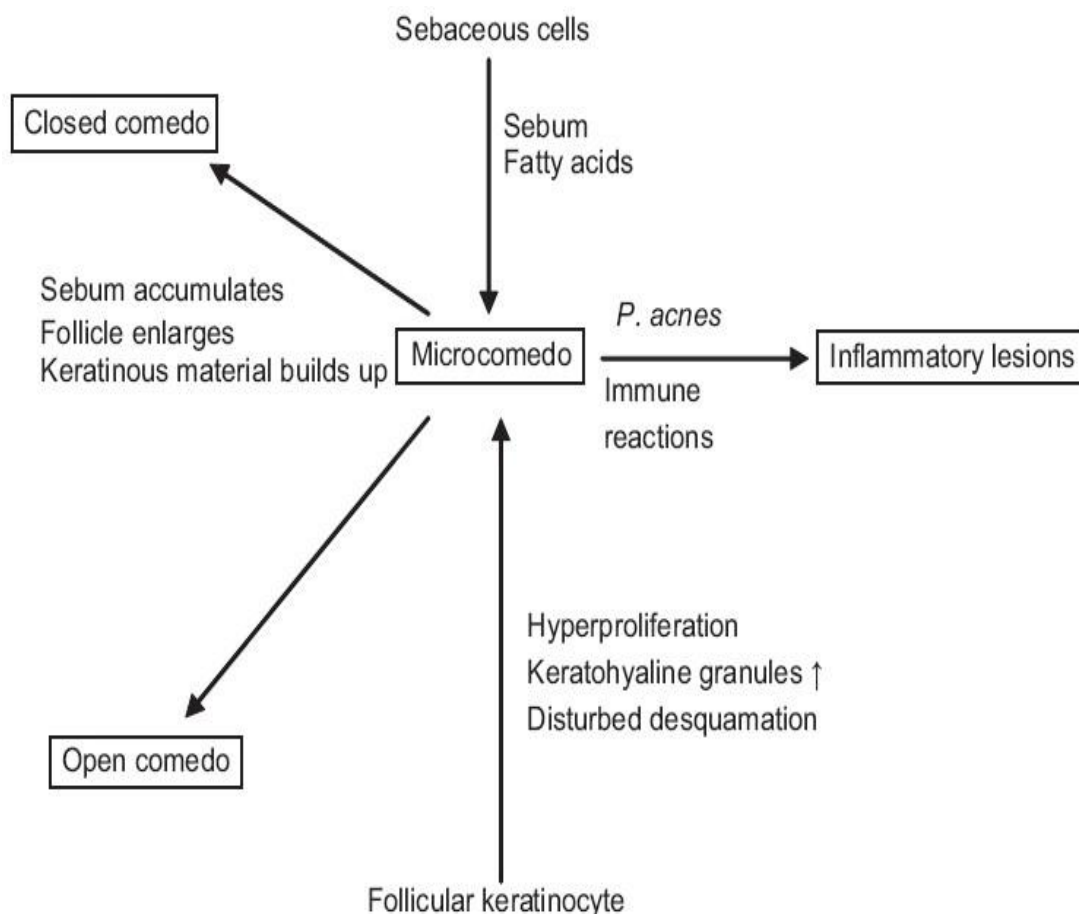 Sebaceous cells
Closed comedo
Sebum
Fatty acids
Sebum accumulates
Follicle enlarges
Keratinous material builds up
Microcomedo
P. acnes
Immune
reactions
Inflammatory lesions
Hyperproliferation
Keratohyaline granules ↑
Disturbed desquamation
Open comedo
Follicular keratinocyte